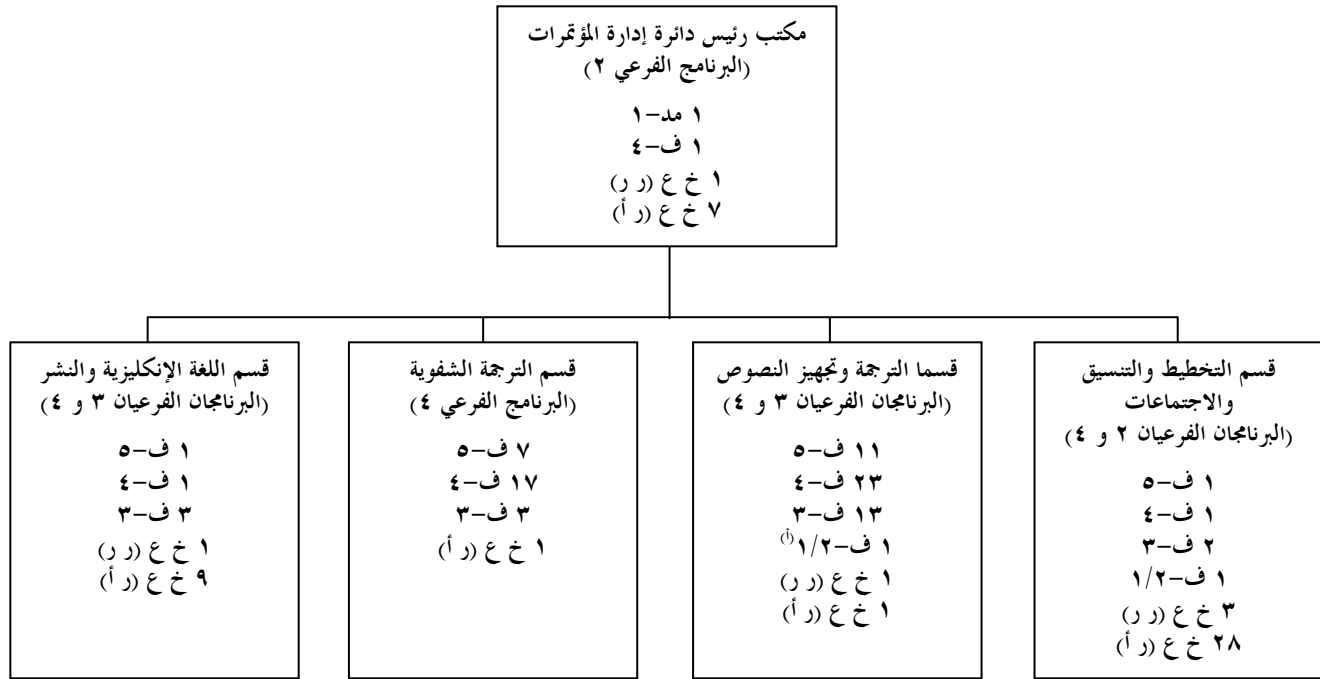 مكتب رئيس دائرة إدارة المؤتمرات
(البرنامج الفرعي ٢)
١ مد-١
١ ف-٤
١ خ ع (ر ر)
٧ خ ع (ر أ)
قسم التخطيط والتنسيق
والاجتماعات
(البرنامجان الفرعيان ٢ و ٤)
١ ف-٥
١ ف-٤
٢ ف-٣
١ ف-١/٢
٣ خ ع (ر ر)
٢٨ خ ع (ر أ)
قسما الترجمة وتجهيز النصوص
(البرنامجان الفرعيان ٣ و ٤)
١١ ف-٥
٢٣ ف-٤
١٣ ف-٣
١ ف-١/٢(أ)
١ خ ع (ر ر)
١ خ ع (ر أ)
قسم الترجمة الشفوية
(البرنامج الفرعي ٤)
٧ ف-٥
١٧ ف-٤
٣ ف-٣
١ خ ع (ر أ)
قسم اللغة الإنكليزية والنشر
(البرنامجان الفرعيان ٣ و ٤)
١ ف-٥
١ ف-٤
٣ ف-٣
١ خ ع (ر ر)
٩ خ ع (ر أ)